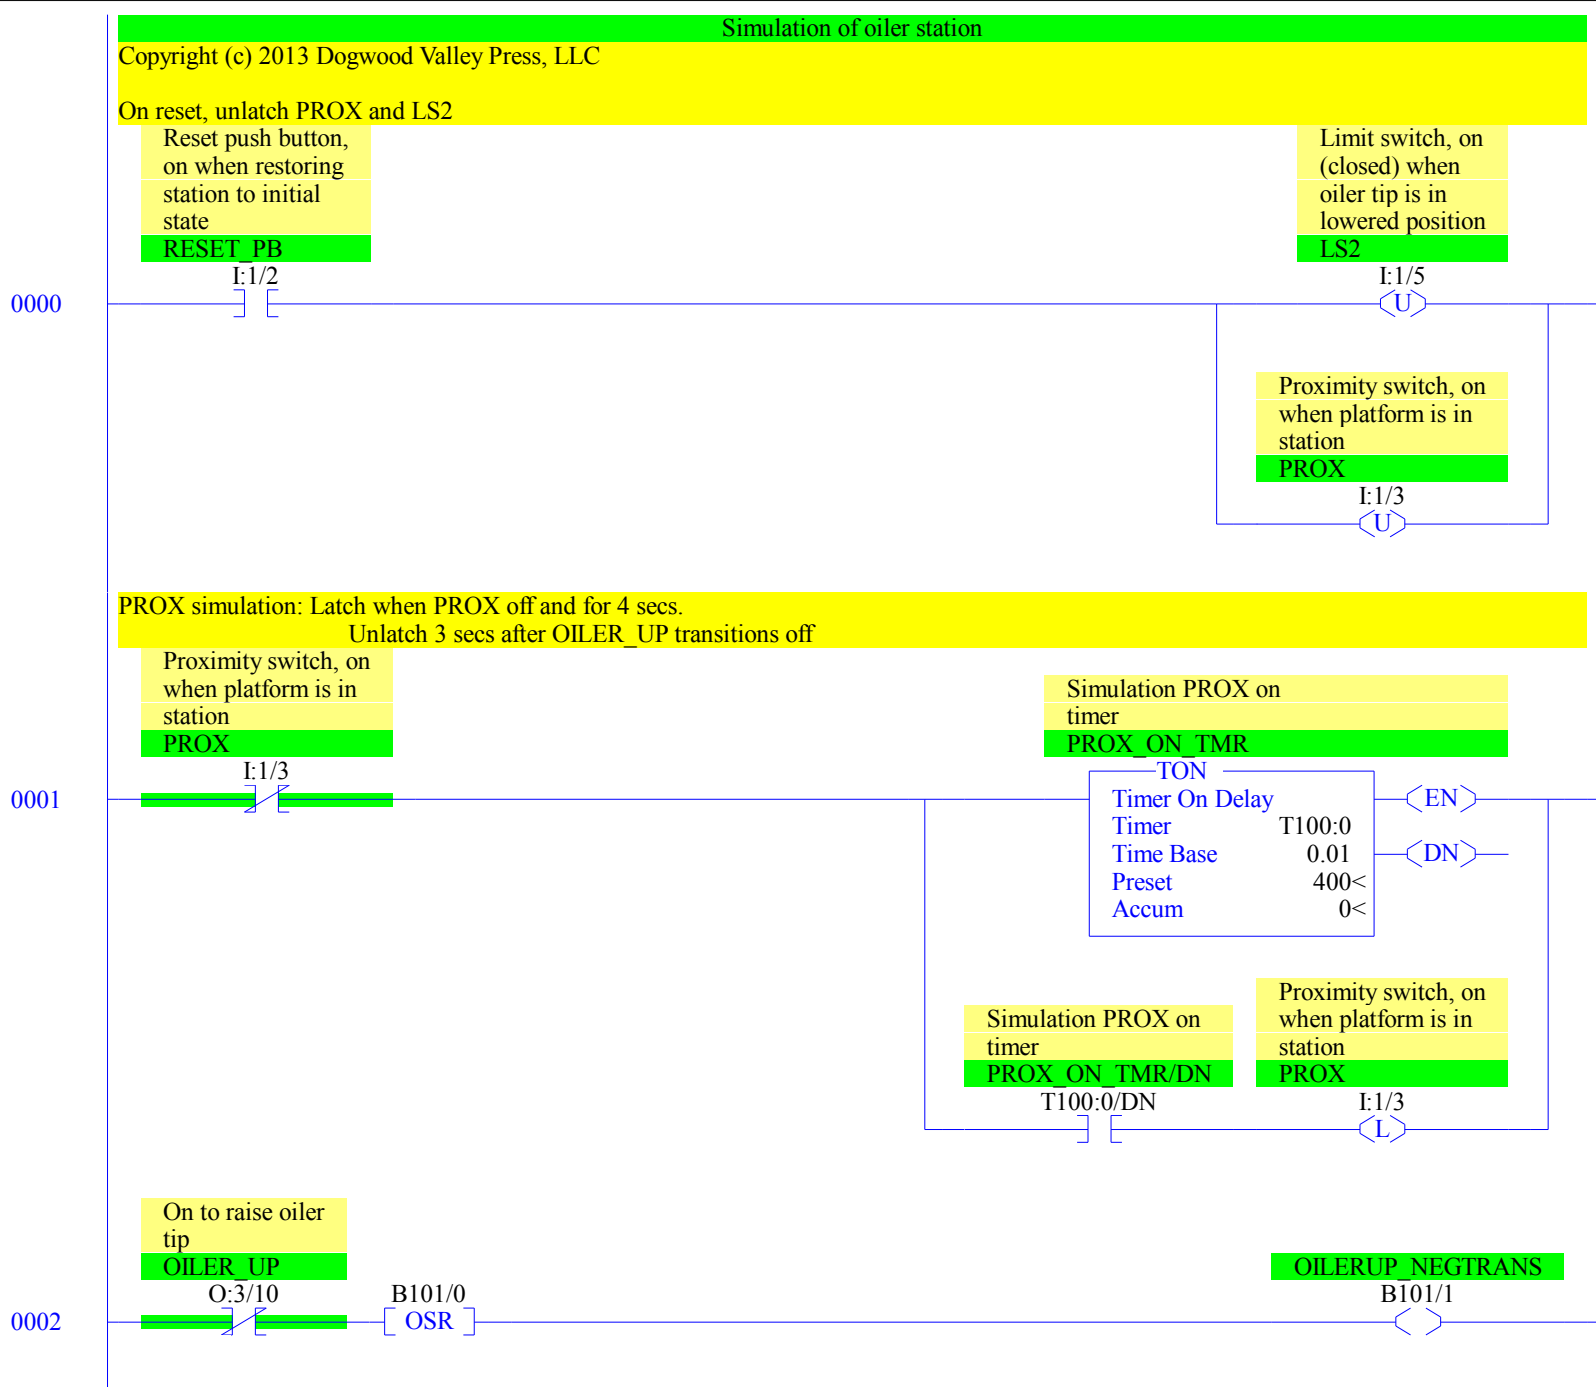 Simulation of oiler station
Copyright (c) 2013 Dogwood Valley Press, LLC
On reset, unlatch PROX and LS2
Reset push button,
on when restoring
station to initial
state
RESET_PB
I:1/2
Limit switch, on
(closed) when
oiler tip is in
lowered position
LS2
I:1/5
0000
U
Proximity switch, on
when platform is in
station
PROX
I:1/3
U
PROX simulation: Latch when PROX off and for 4 secs.
Unlatch 3 secs after OILER_UP transitions off
Proximity switch, on
when platform is in
station
PROX
I:1/3
0001
Simulation PROX on
timer
PROX_ON_TMR
TON
Timer On Delay
Timer T100:0
Time Base 0.01
Preset 400<
Accum 0<
EN
DN
Simulation PROX on
timer
PROX_ON_TMR/DN
T100:0/DN
Proximity switch, on
when platform is in
station
PROX
I:1/3
L
On to raise oiler
tip
OILER_UP
O:3/10
B101/0
OSR
OILERUP_NEGTRANS
B101/1
0002